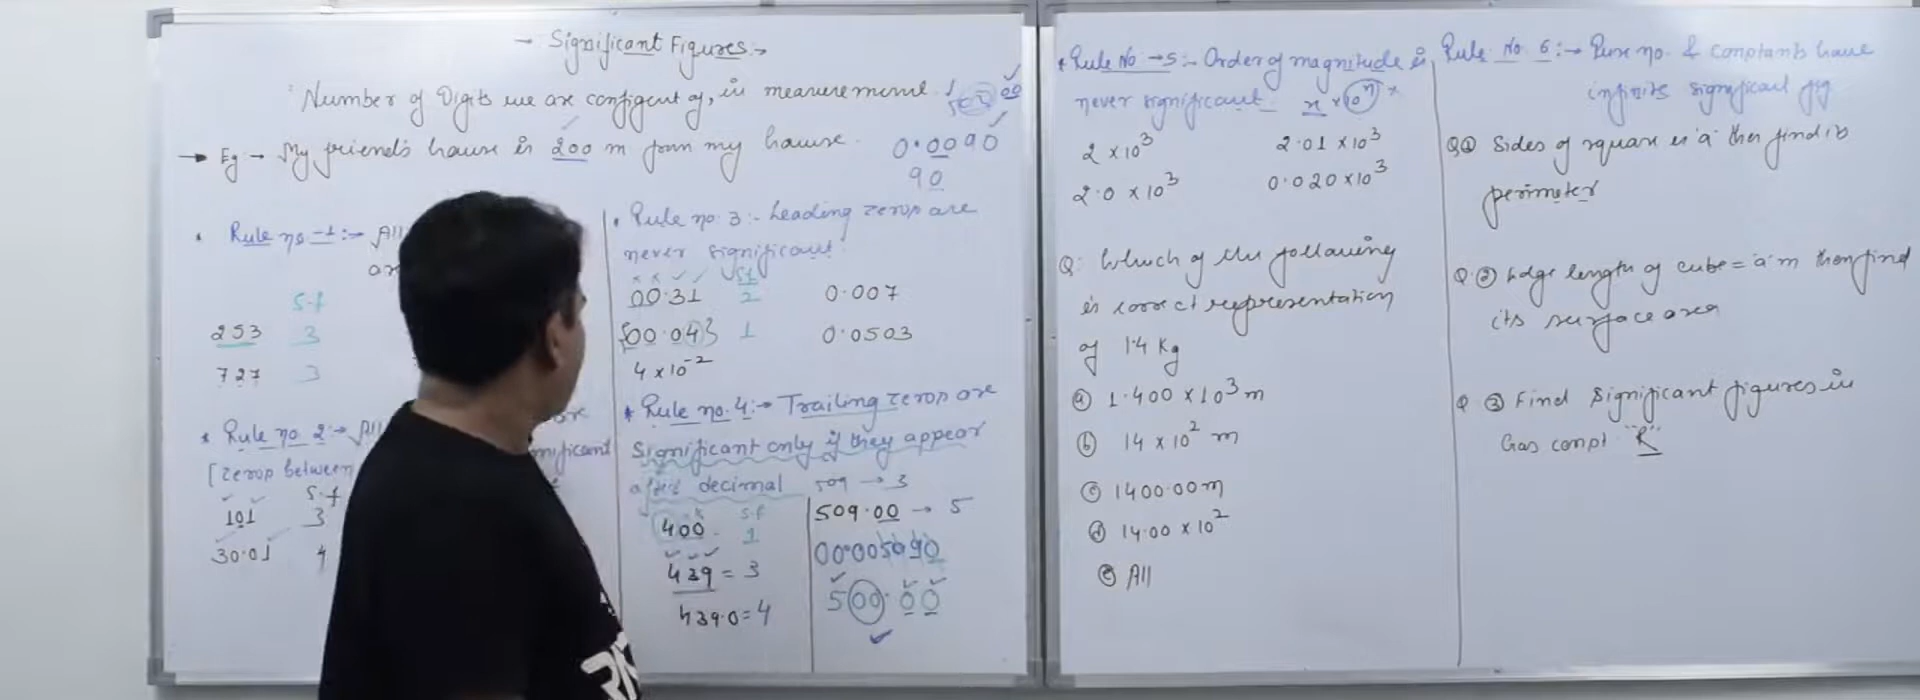 - Significant Figures :-
Number of Digits we are confident of, in measurement.
→ Eg → My friend's house is 200 m from my house.
0.0090
90
* Rule no -1 :→ All
s.f
253 3
727 3
* Rule no 2 :→ All
[zeros between
s.f
101 3
30.01 4
• Rule no. 3 :- Leading zeros are
never significant.
s.f
00.31 2 0.007
00.043 1 0.0503
4 x 10⁻²
* Rule no. 4 :→ Trailing zeros are
significant only if they appear
after decimal 509 → 3
400. s.f 1
439 = 3
439.0 = 4
509.00 → 5
500.00
* Rule No → 5 :- Order of magnitude is
never significant. x × 10ⁿ
2 × 10³ 2.01 × 10³
2.0 × 10³ 0.020 × 10³
Q: Which of the following
is correct representation
of 1.4 Kg
(a) 1.400 × 10³ m
(b) 14 × 10² m
(c) 1400.00 m
(d) 14.00 × 10²
(e) All
Rule No. 6 :→ Pure no. & constants have
infinite significant fig
Q ① Sides of square is 'a' then find its
perimeter
Q. ② Edge length of cube = 'a' m then find
its surface area
Q ③ Find significant figures in
Gas const. "R"